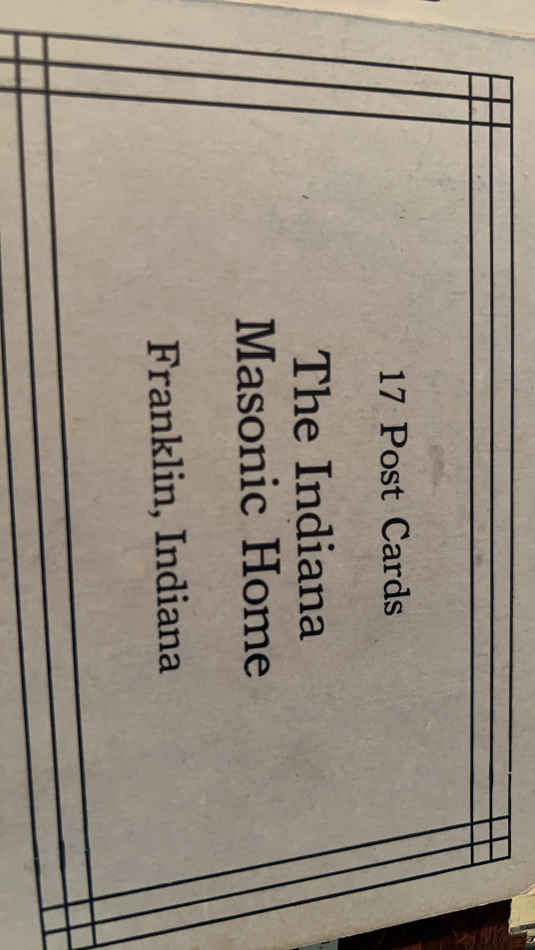 17 Post Cards
The Indiana
Masonic Home
Franklin, Indiana